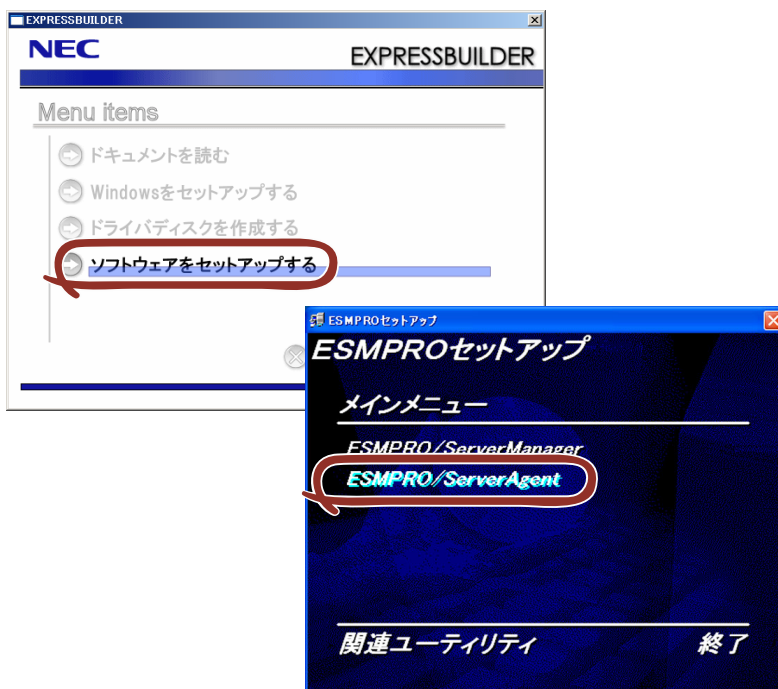 EXPRESSBUILDER
NEC
EXPRESSBUILDER
Menu items
ドキュメントを読む
Windowsをセットアップする
ドライバディスクを作成する
ソフトウェアをセットアップする
ESMPROセットアップ
ESMPROセットアップ
メインメニュー
ESMPRO/ServerManager
ESMPRO/ServerAgent
関連ユーティリティ
終了